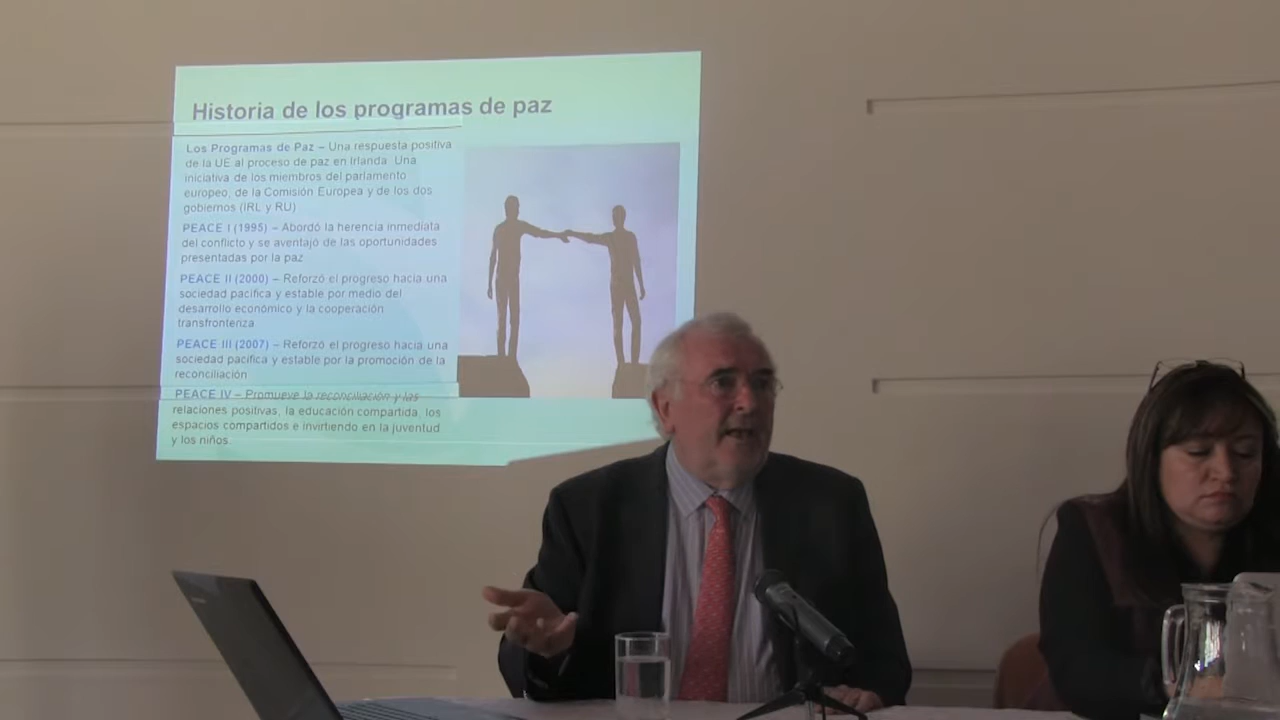 Historia de los programas de paz
Los Programas de Paz – Una respuesta positiva
de la UE al proceso de paz en Irlanda. Una
iniciativa de los miembros del parlamento
europeo, de la Comisión Europea y de los dos
gobiernos (IRL y RU)
PEACE I (1995) – Abordó la herencia inmediata
del conflicto y se aventajó de las oportunidades
presentadas por la paz
PEACE II (2000) – Reforzó el progreso hacia una
sociedad pacifica y estable por medio del
desarrollo económico y la cooperación
transfronteriza
PEACE III (2007) – Reforzó el progreso hacia una
sociedad pacifica y estable por la promoción de la
reconciliación
PEACE IV – Promueve la reconciliación y las
relaciones positivas, la educación compartida, los
espacios compartidos e invirtiendo en la juventud
y los niños.